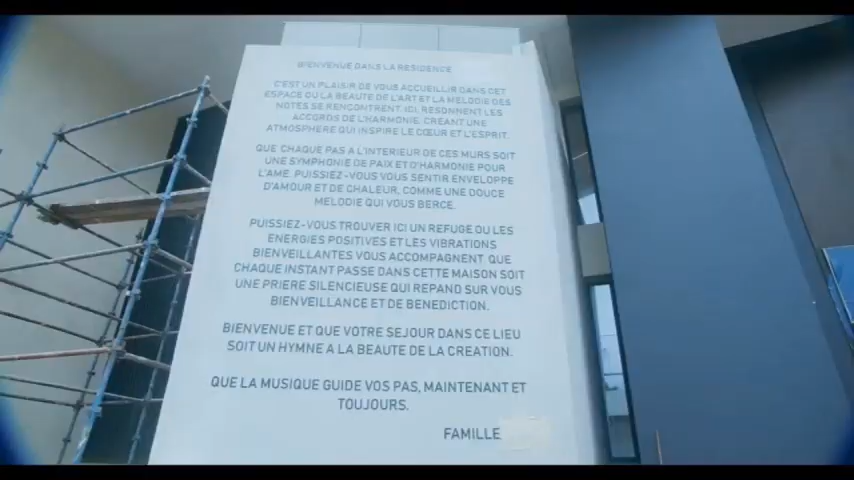 BIENVENUE DANS LA RESIDENCE
C'EST UN PLAISIR DE VOUS ACCUEILLIR DANS CET
ESPACE OU LA BEAUTE DE L'ART ET LA MELODIE DES
NOTES SE RENCONTRENT. ICI, RESONNENT LES
ACCORDS DE L'HARMONIE, CREANT UNE
ATMOSPHERE QUI INSPIRE LE CŒUR ET L'ESPRIT.
QUE CHAQUE PAS A L'INTERIEUR DE CES MURS SOIT
UNE SYMPHONIE DE PAIX ET D'HARMONIE POUR
L'AME. PUISSIEZ-VOUS VOUS SENTIR ENVELOPPE
D'AMOUR ET DE CHALEUR, COMME UNE DOUCE
MELODIE QUI VOUS BERCE.
PUISSIEZ-VOUS TROUVER ICI UN REFUGE OU LES
ENERGIES POSITIVES ET LES VIBRATIONS
BIENVEILLANTES VOUS ACCOMPAGNENT QUE
CHAQUE INSTANT PASSE DANS CETTE MAISON SOIT
UNE PRIERE SILENCIEUSE QUI REPAND SUR VOUS
BIENVEILLANCE ET DE BENEDICTION.
BIENVENUE ET QUE VOTRE SEJOUR DANS CE LIEU
SOIT UN HYMNE A LA BEAUTE DE LA CREATION.
QUE LA MUSIQUE GUIDE VOS PAS, MAINTENANT ET
TOUJOURS.
FAMILLE